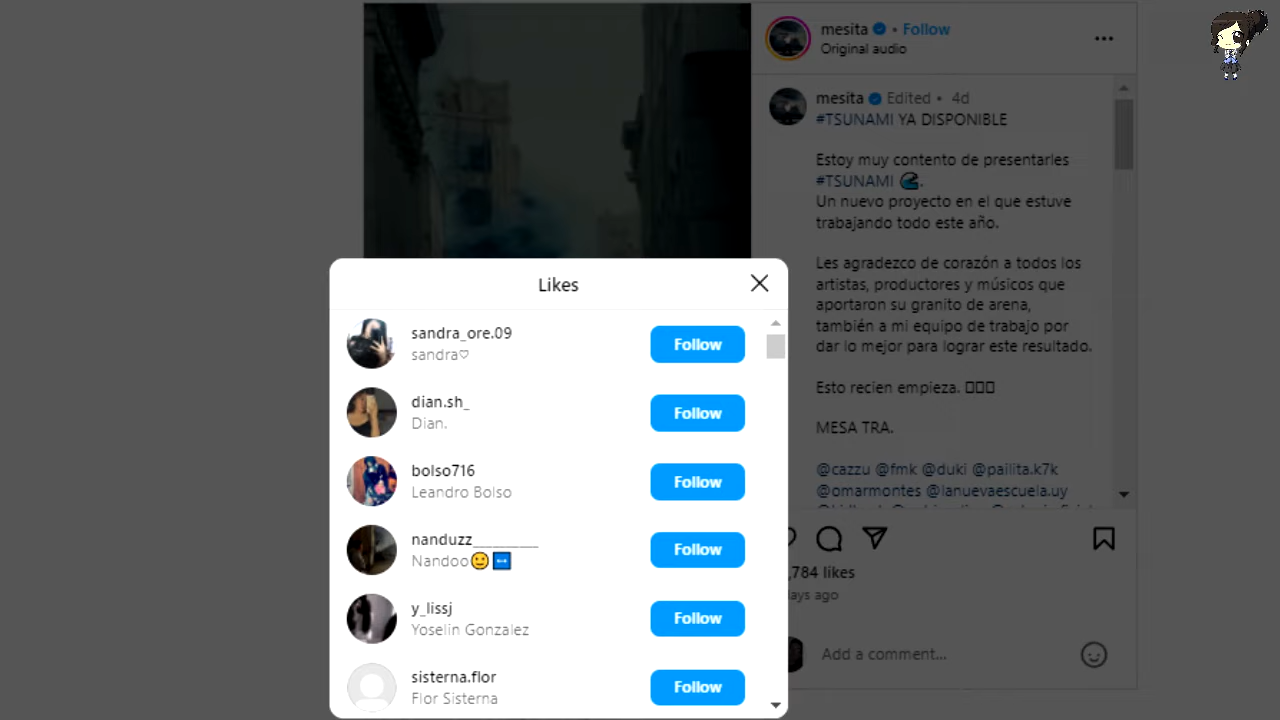 mesita • Follow
Original audio
mesita Edited • 4d
#TSUNAMI YA DISPONIBLE
Estoy muy contento de presentarles
#TSUNAMI 🌊.
Un nuevo proyecto en el que estuve
trabajando todo este año.
Les agradezco de corazón a todos los
artistas, productores y músicos que
aportaron su granito de arena,
también a mi equipo de trabajo por
dar lo mejor para lograr este resultado.
Esto recien empieza. ▯▯▯
MESA TRA.
@cazzu @fmk @duki @pailita.k7k
@omarmontes @lanuevaescuela.uy
,784 likes
days ago
Add a comment...
Likes
sandra_ore.09
sandra♡
Follow
dian.sh_
Dian.
Follow
bolso716
Leandro Bolso
Follow
nanduzz_________
Nandoo
Follow
y_lissj
Yoselin Gonzalez
Follow
sisterna.flor
Flor Sisterna
Follow